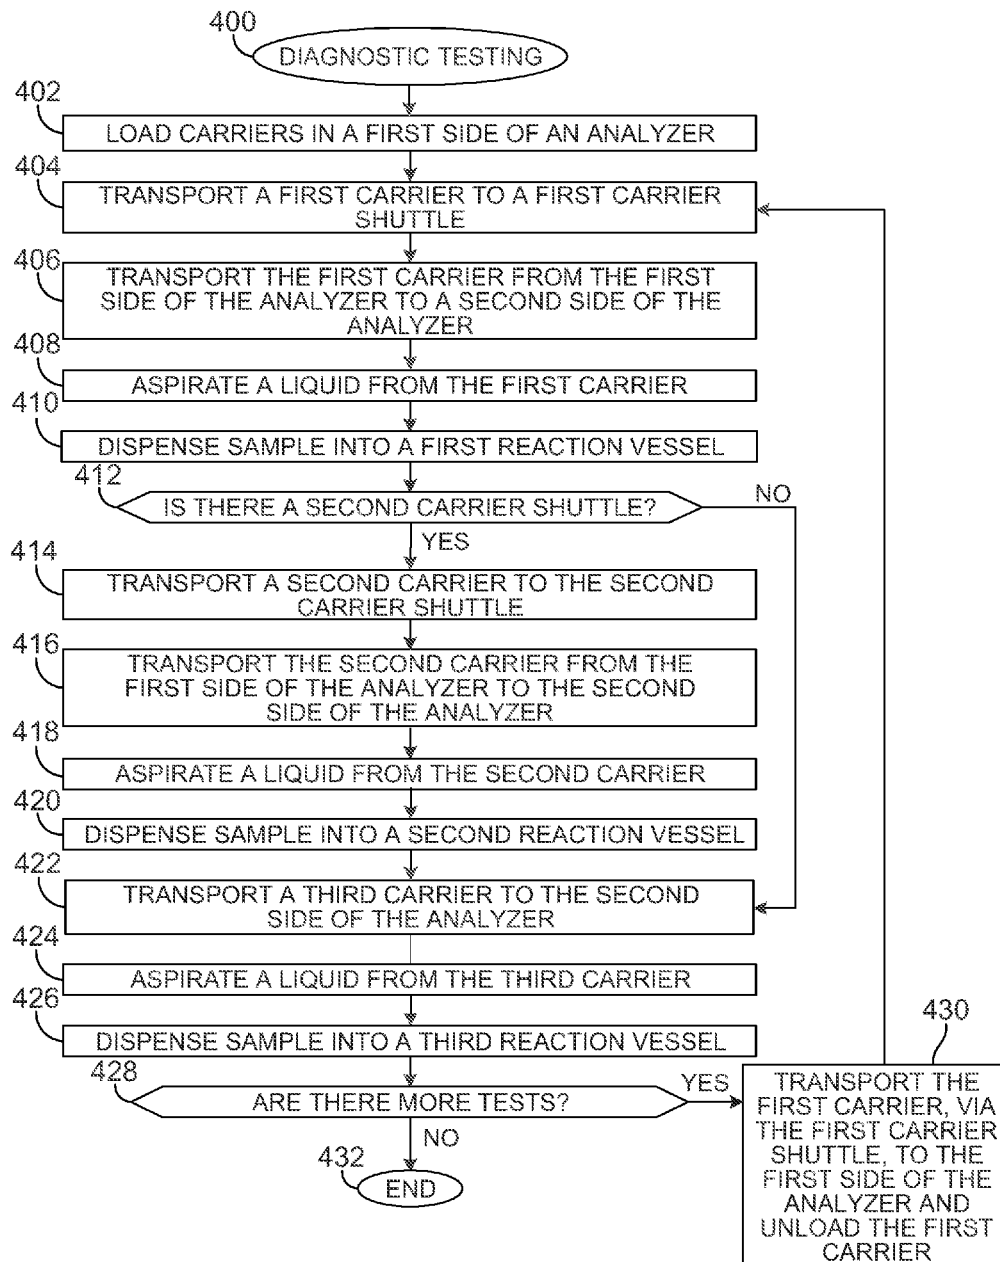 400
DIAGNOSTIC TESTING
402
LOAD CARRIERS IN A FIRST SIDE OF AN ANALYZER
404
TRANSPORT A FIRST CARRIER TO A FIRST CARRIER
SHUTTLE
406
TRANSPORT THE FIRST CARRIER FROM THE FIRST
SIDE OF THE ANALYZER TO A SECOND SIDE OF THE
ANALYZER
408
ASPIRATE A LIQUID FROM THE FIRST CARRIER
410
DISPENSE SAMPLE INTO A FIRST REACTION VESSEL
412
IS THERE A SECOND CARRIER SHUTTLE?
NO
YES
414
TRANSPORT A SECOND CARRIER TO THE SECOND
CARRIER SHUTTLE
416
TRANSPORT THE SECOND CARRIER FROM THE
FIRST SIDE OF THE ANALYZER TO THE SECOND
SIDE OF THE ANALYZER
418
ASPIRATE A LIQUID FROM THE SECOND CARRIER
420
DISPENSE SAMPLE INTO A SECOND REACTION VESSEL
422
TRANSPORT A THIRD CARRIER TO THE SECOND
SIDE OF THE ANALYZER
424
ASPIRATE A LIQUID FROM THE THIRD CARRIER
426
DISPENSE SAMPLE INTO A THIRD REACTION VESSEL
428
ARE THERE MORE TESTS?
YES
NO
432
END
430
TRANSPORT THE
FIRST CARRIER, VIA
THE FIRST CARRIER
SHUTTLE, TO THE
FIRST SIDE OF THE
ANALYZER AND
UNLOAD THE FIRST
CARRIER